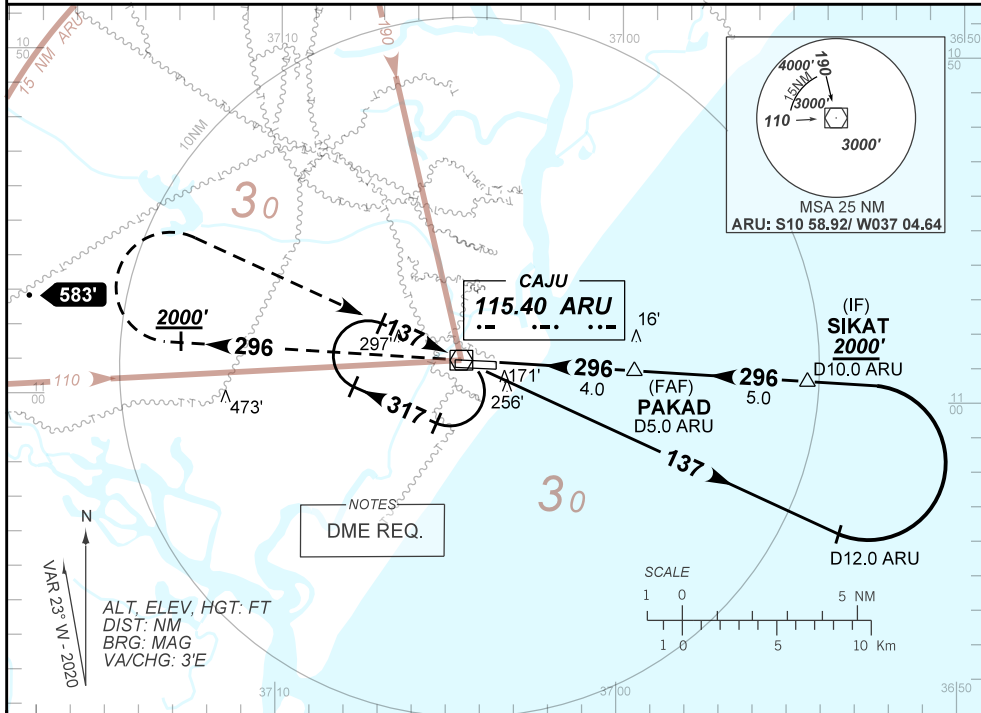 37 10
37 00
36 50
10
50
10
50
15 NM ARU
190
10NM
4000'
190
15NM
3000'
110
3000'
MSA 25 NM
ARU: S10 58.92/ W037 04.64
30
CAJU
115.40 ARU
583'
2000'
296
137
297'
16'
(IF)
SIKAT
2000'
D10.0 ARU
296
4.0
296
5.0
(FAF)
PAKAD
D5.0 ARU
171'
256'
110
11
00
473'
317
11
00
137
30
D12.0 ARU
NOTES
DME REQ.
N
VAR 23° W - 2020
ALT, ELEV, HGT: FT
DIST: NM
BRG: MAG
VA/CHG: 3'E
SCALE
1 0 5 NM
1 0 5 10 Km
37 10
37 00
36 50